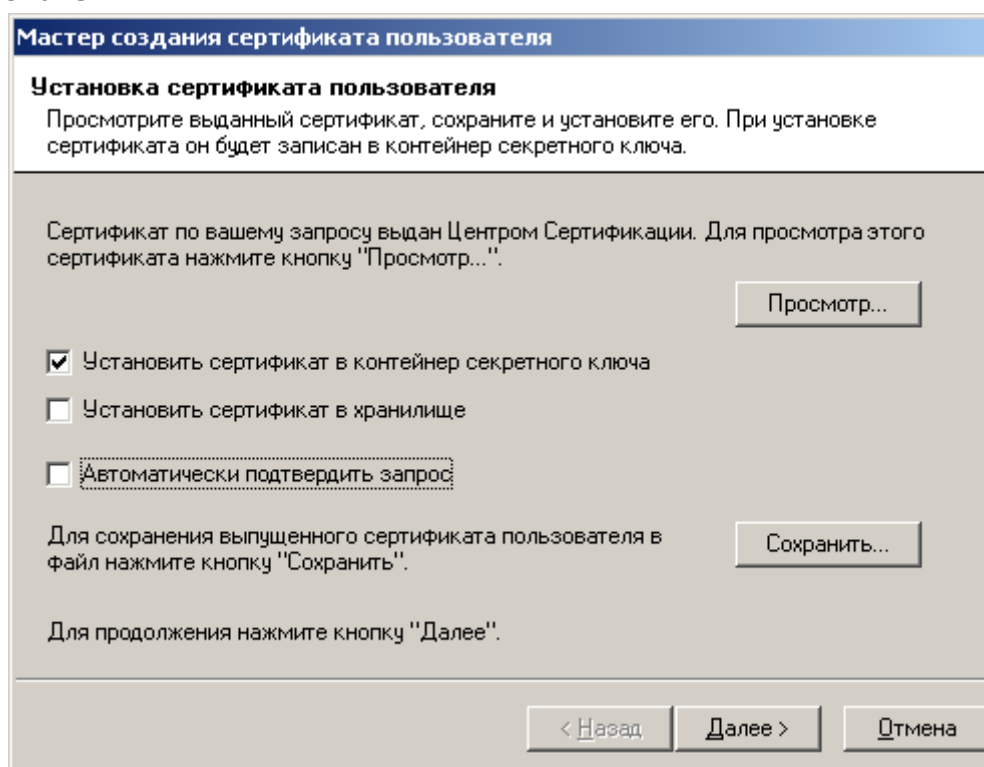 Мастер создания сертификата пользователя
Установка сертификата пользователя
Просмотрите выданный сертификат, сохраните и установите его. При установке
сертификата он будет записан в контейнер секретного ключа.
Сертификат по вашему запросу выдан Центром Сертификации. Для просмотра этого
сертификата нажмите кнопку "Просмотр...".
Просмотр...
Установить сертификат в контейнер секретного ключа
Установить сертификат в хранилище
Автоматически подтвердить запрос
Для сохранения выпущенного сертификата пользователя в
файл нажмите кнопку "Сохранить".
Сохранить...
Для продолжения нажмите кнопку "Далее".
< Назад
Далее >
Отмена